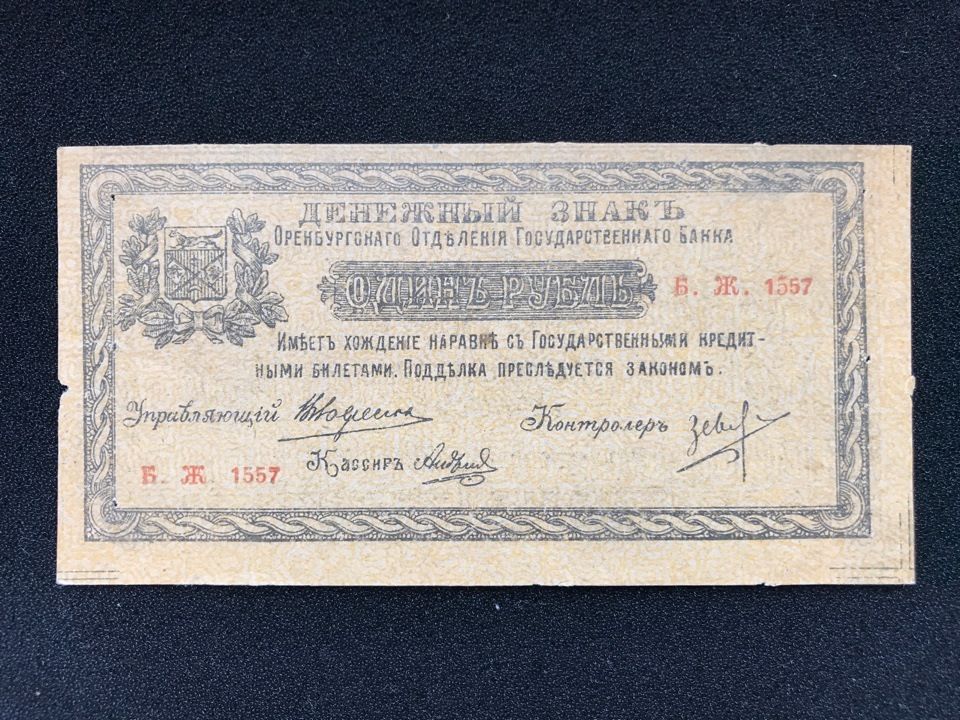 ДЕНЕЖНЫЙ ЗНАКЪ
ОРЕНБУРГСКАГО ОТДѢЛЕНІЯ ГОСУДАРСТВЕННАГО БАНКА
ОДИНЪ РУБЛЬ
Б. Ж. 1557
ИМѢЕТЪ ХОЖДЕНІЕ НАРАВНѢ СЪ ГОСУДАРСТВЕННЫМИ КРЕДИТ-
НЫМИ БИЛЕТАМИ. ПОДДѢЛКА ПРЕСЛѢДУЕТСЯ ЗАКОНОМЪ.
Управляющій Контролеръ
Кассиръ
Б. Ж. 1557